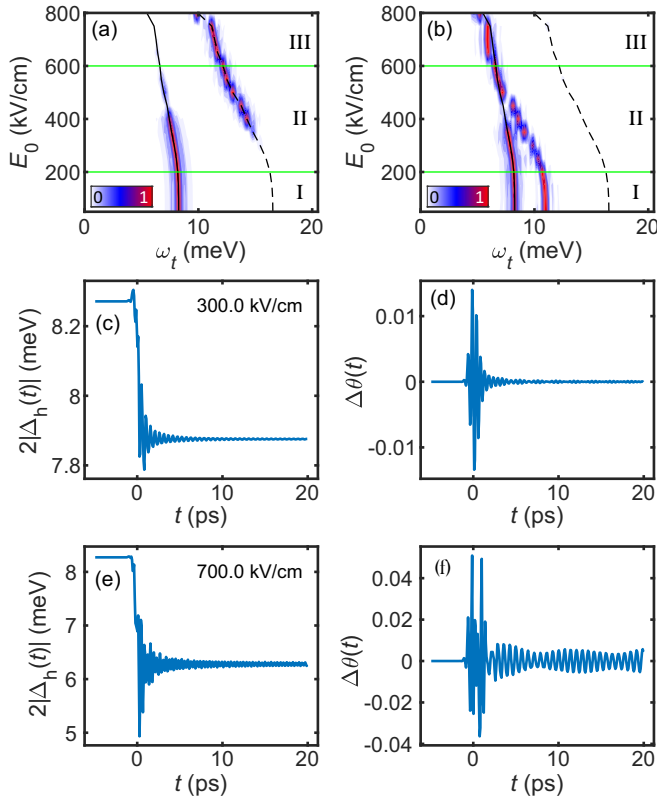 (a)
III
II
I
800
600
400
200
0
0 10 20
E₀ (kV/cm)
ωₜ (meV)
0 1
(b)
III
II
I
800
600
400
200
0
0 10 20
E₀ (kV/cm)
ωₜ (meV)
0 1
(c)
300.0 kV/cm
8.2
7.8
0 10 20
2|Δₕ(t)| (meV)
t (ps)
(d)
0.01
0
-0.01
0 10 20
Δθ(t)
t (ps)
(e)
700.0 kV/cm
8
7
6
5
0 10 20
2|Δₕ(t)| (meV)
t (ps)
(f)
0.04
0.02
0
-0.02
-0.04
0 10 20
Δθ(t)
t (ps)